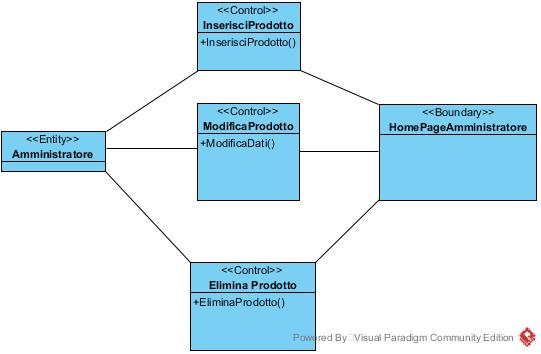 <<Control>>
InserisciProdotto
+InserisciProdotto()
<<Control>>
ModificaProdotto
+ModificaDati()
<<Boundary>>
HomePageAmministratore
<<Entity>>
Amministratore
<<Control>>
Elimina Prodotto
+EliminaProdotto()
Powered By Visual Paradigm Community Edition